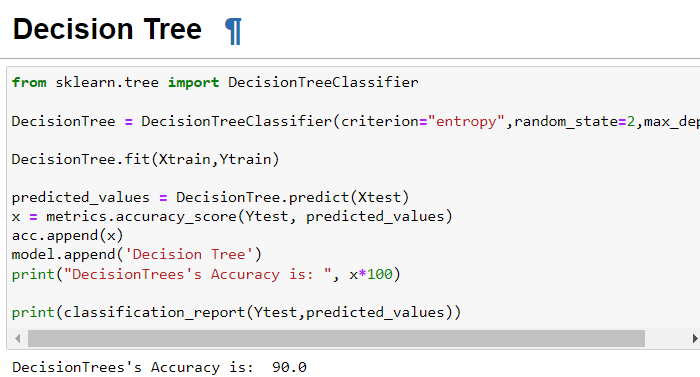 Decision Tree ¶
from sklearn.tree import DecisionTreeClassifier
DecisionTree = DecisionTreeClassifier(criterion="entropy",random_state=2,max_dep
DecisionTree.fit(Xtrain,Ytrain)
predicted_values = DecisionTree.predict(Xtest)
x = metrics.accuracy_score(Ytest, predicted_values)
acc.append(x)
model.append('Decision Tree')
print("DecisionTrees's Accuracy is: ", x*100)
print(classification_report(Ytest,predicted_values))
DecisionTrees's Accuracy is:  90.0